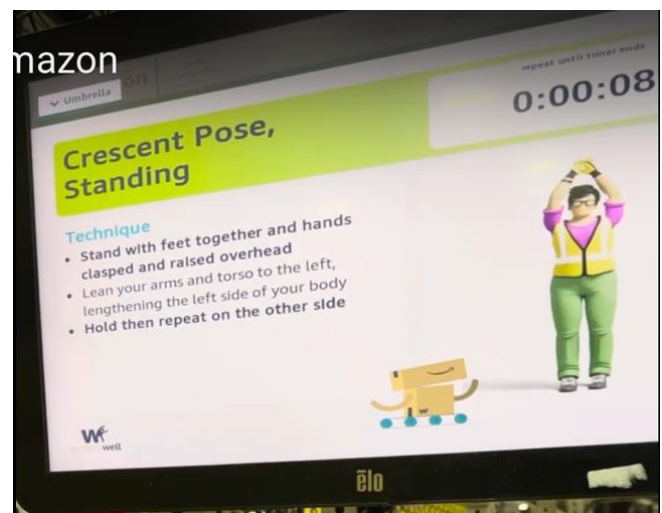 mazon
Umbrella
repeat until timer ends
0:00:08
Crescent Pose,
Standing
Technique
• Stand with feet together and hands
clasped and raised overhead
• Lean your arms and torso to the left,
lengthening the left side of your body
• Hold then repeat on the other side
W
well
ēlo